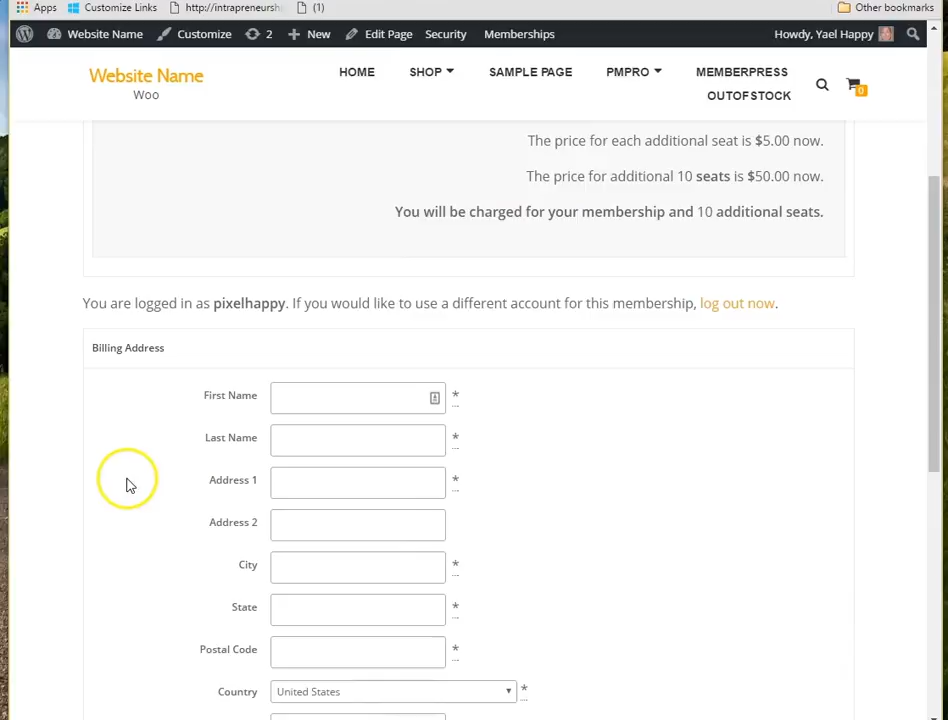 Apps Customize Links http://intrapreneursh (1) Other bookmarks
Website Name Customize 2 New Edit Page Security Memberships Howdy, Yael Happy
Website Name
Woo
HOME SHOP SAMPLE PAGE PMPRO MEMBERPRESS
OUTOFSTOCK
0
The price for each additional seat is $5.00 now.
The price for additional 10 seats is $50.00 now.
You will be charged for your membership and 10 additional seats.
You are logged in as pixelhappy. If you would like to use a different account for this membership, log out now.
Billing Address
First Name *
Last Name *
Address 1 *
Address 2
City *
State *
Postal Code *
Country United States *